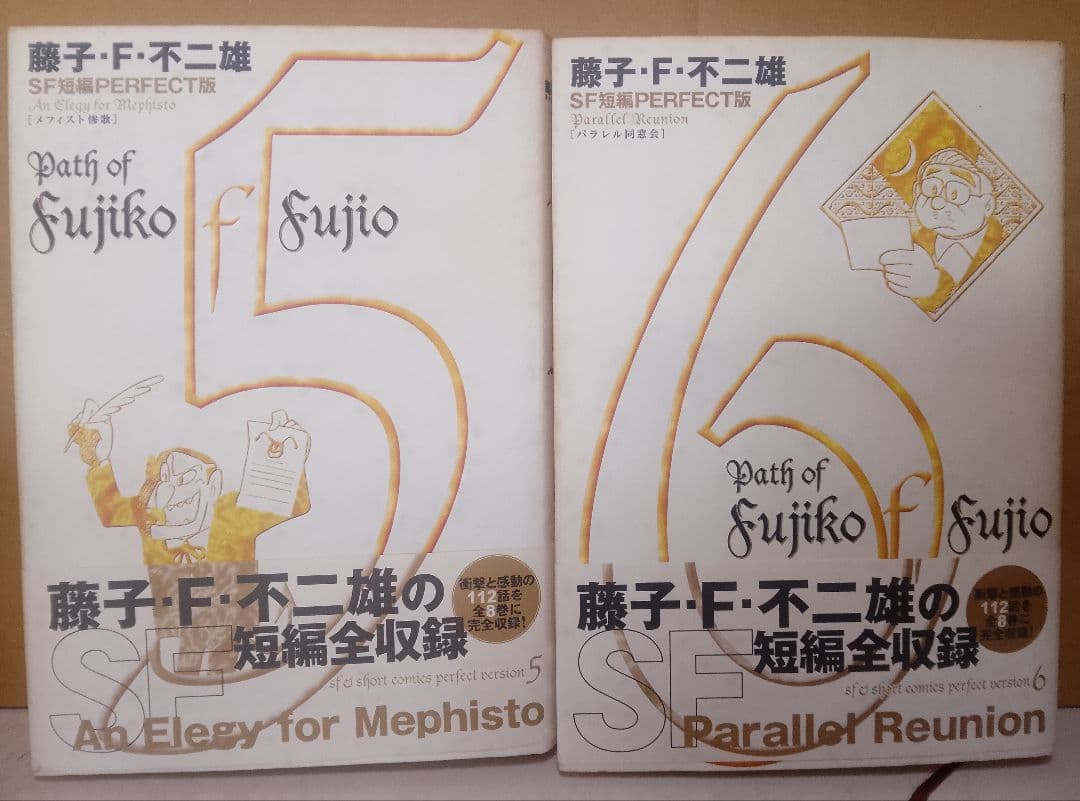 藤子・F・不二雄
SF短編PERFECT版
An Elegy for Mephisto
[メフィスト惨歌]
Path of
Fujiko f Fujio
藤子・F・不二雄の
SF短編全収録
衝撃と感動の
112話を
全8巻に
完全収録!
sf & short comics perfect version 5
An Elegy for Mephisto
藤子・F・不二雄
SF短編PERFECT版
Parallel Reunion
[パラレル同窓会]
Path of
Fujiko f Fujio
藤子・F・不二雄の
SF短編全収録
衝撃と感動の
112話を
全8巻に
完全収録!
sf & short comics perfect version 6
Parallel Reunion